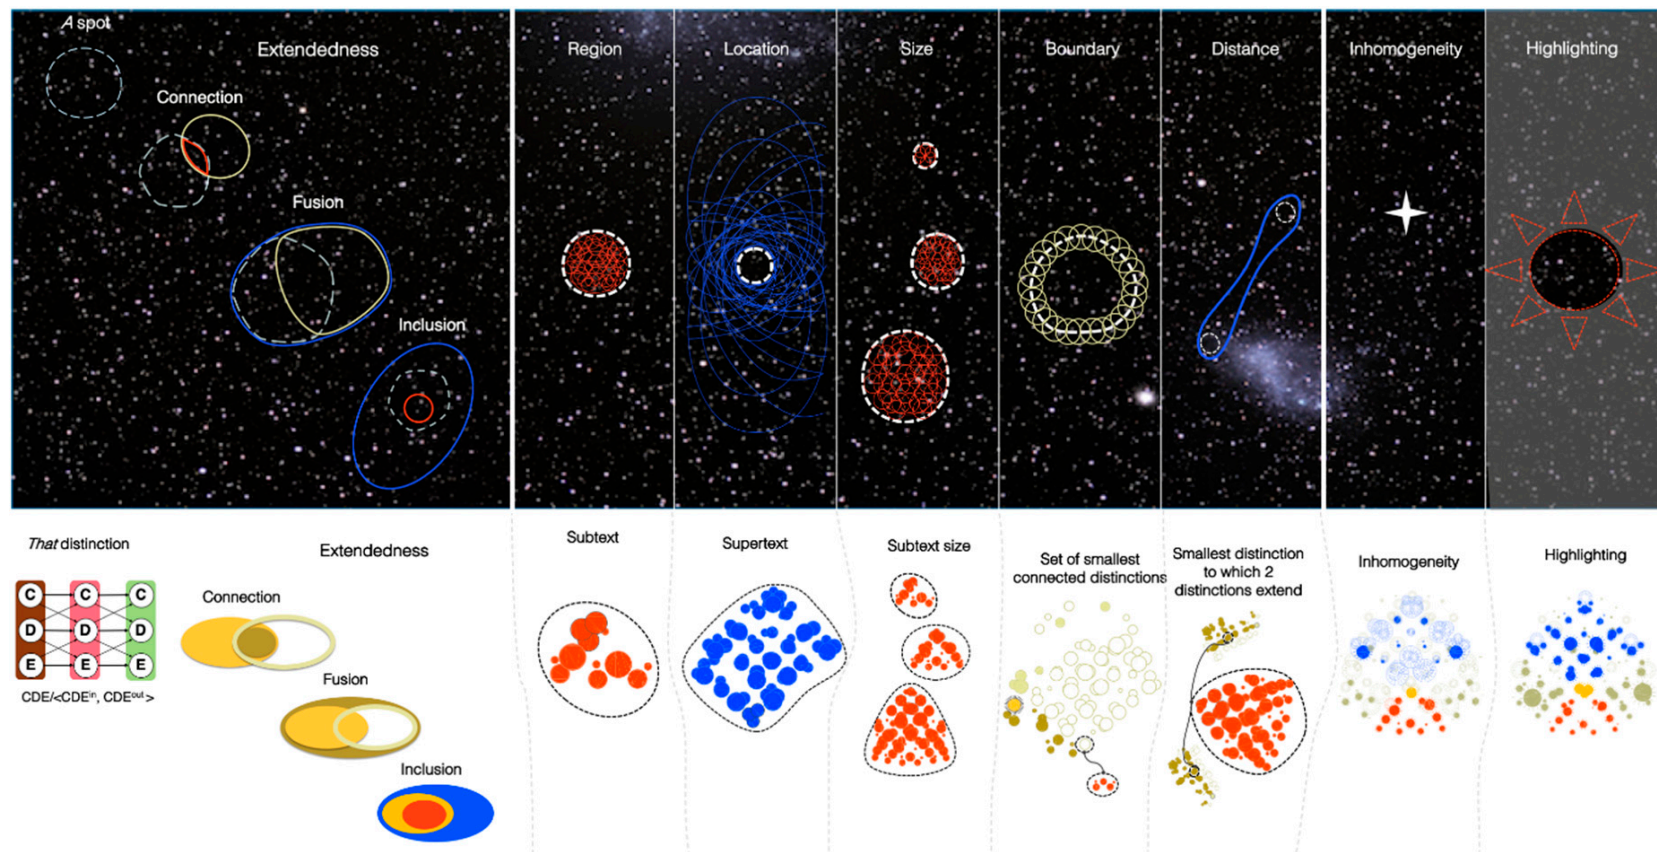 A spot
Extendedness
Connection
Fusion
Inclusion
Region
Location
Size
Boundary
Distance
Inhomogeneity
Highlighting
That distinction
C C C
D D D
E E E
CDE/<CDEin, CDEout>
Extendedness
Connection
Fusion
Inclusion
Subtext
Supertext
Subtext size
Set of smallest
connected distinctions
Smallest distinction
to which 2
distinctions extend
Inhomogeneity
Highlighting